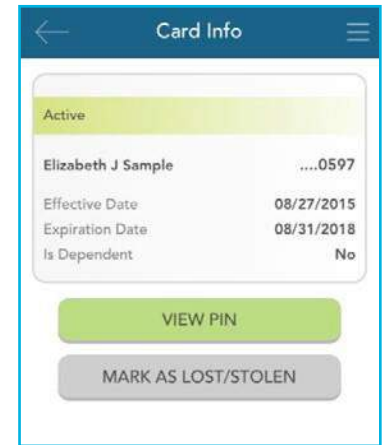 Card Info
Active
Elizabeth J Sample ....0597
Effective Date 08/27/2015
Expiration Date 08/31/2018
Is Dependent No
VIEW PIN
MARK AS LOST/STOLEN